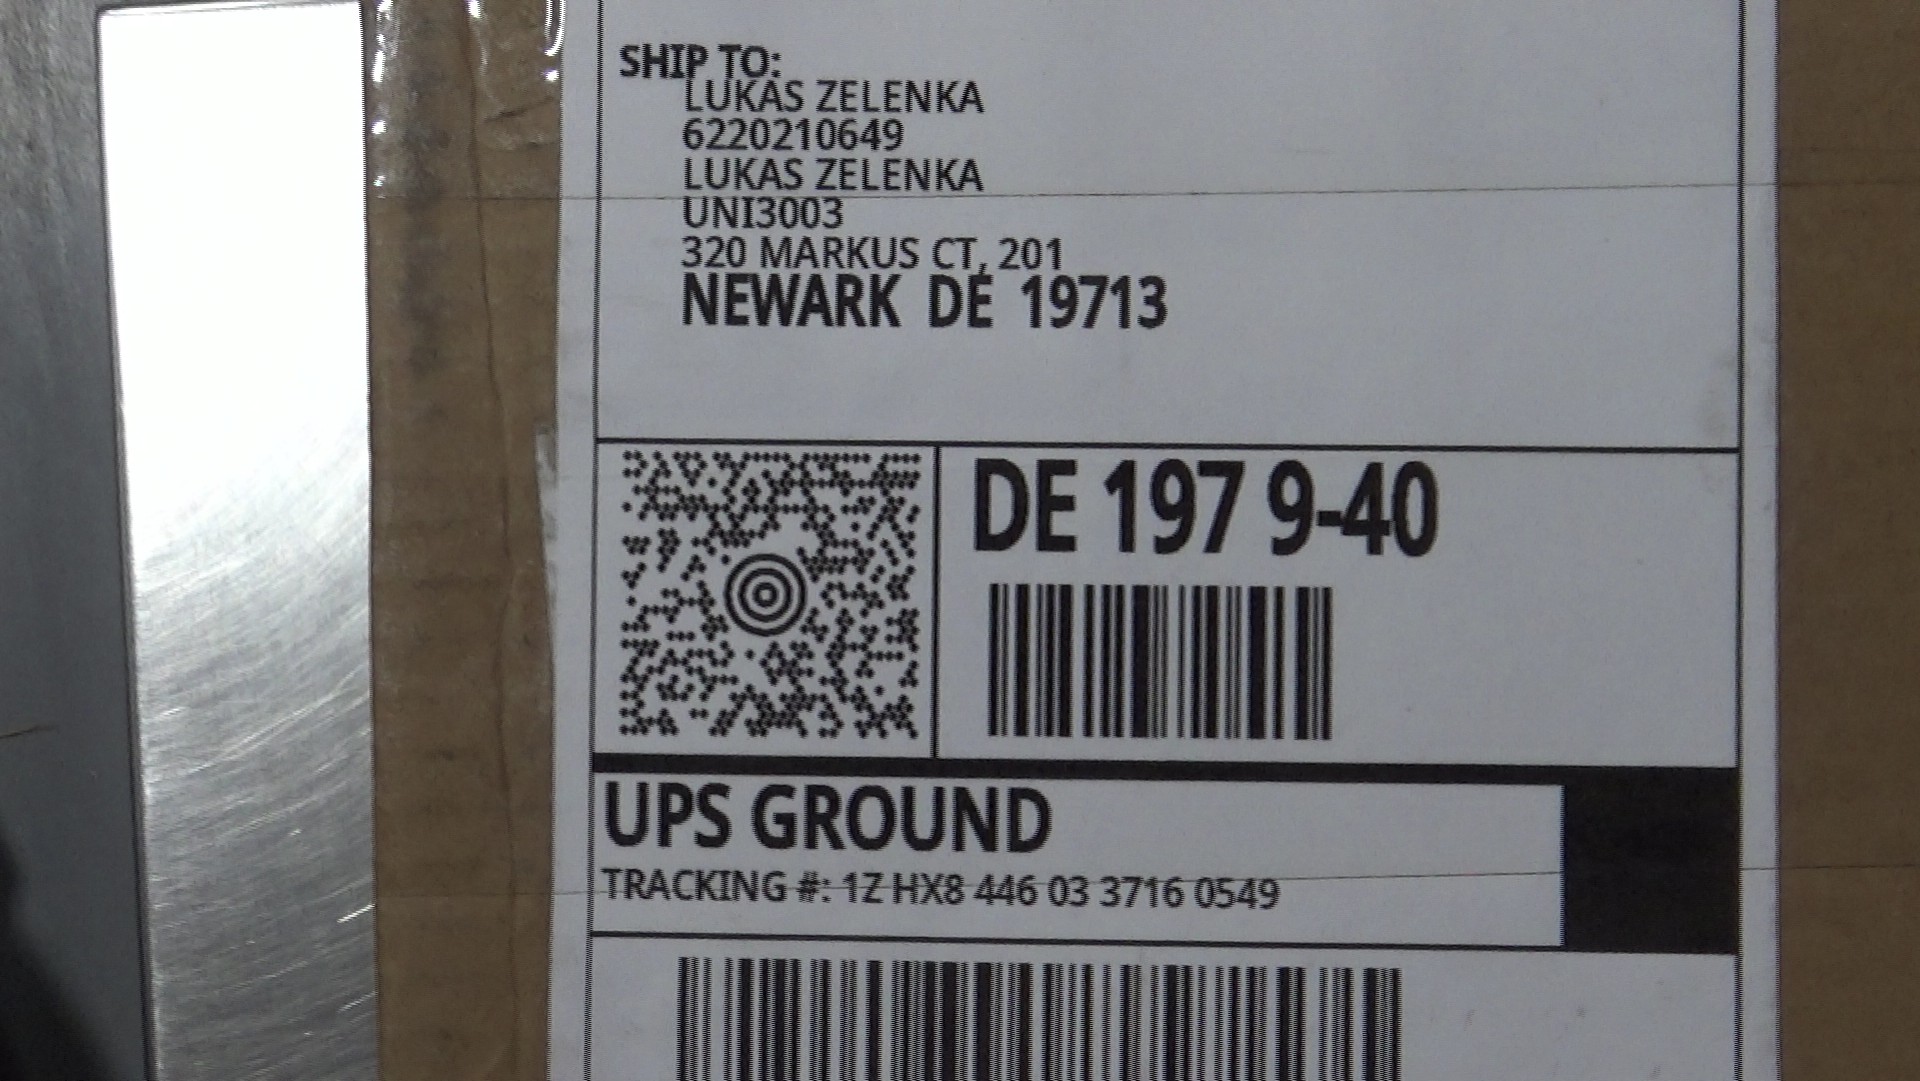 SHIP TO:
LUKAS ZELENKA
6220210649
LUKAS ZELENKA
UNI3003
320 MARKUS CT, 201
NEWARK DE 19713
DE 197 9-40
UPS GROUND
TRACKING #: 1Z HX8 446 03 3716 0549